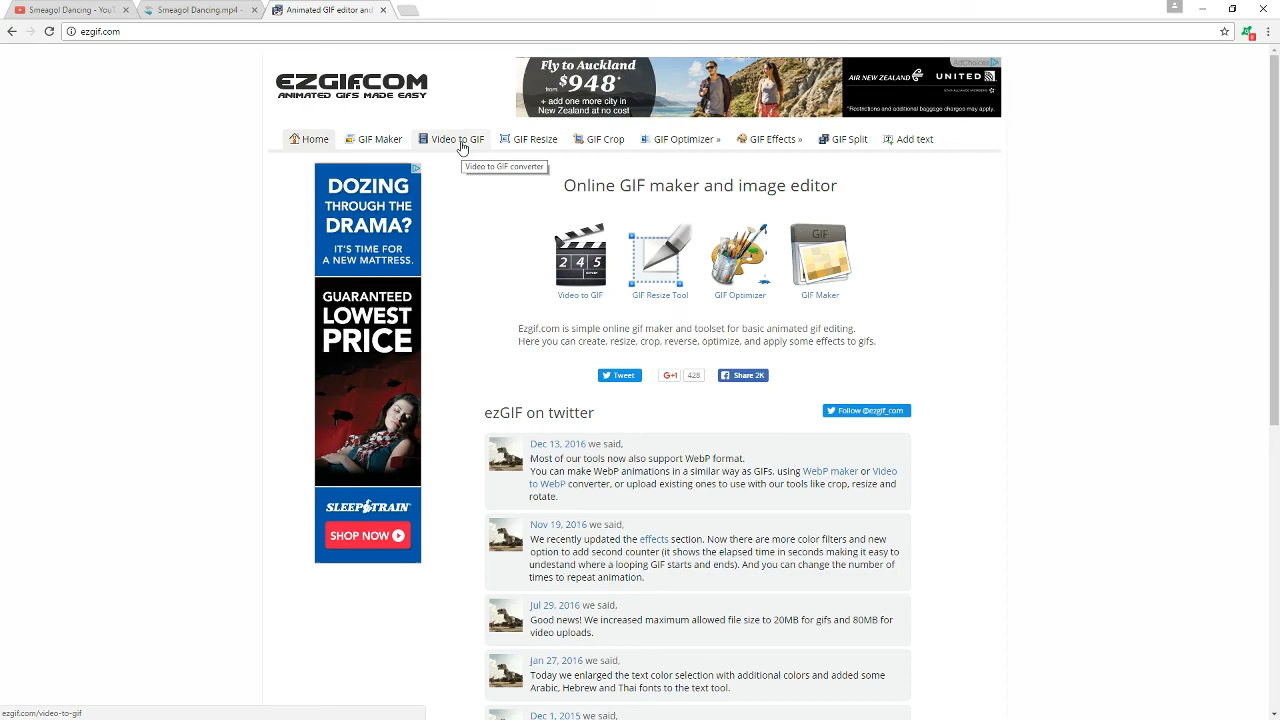 Smeagol Dancing - YouT
Smeagol Dancing.mp4 -
Animated GIF editor and
ezgif.com
EZGIF.COM
ANIMATED GIFS MADE EASY
Fly to Auckland
from $948*
+ add one more city in
New Zealand at no cost
AdChoices
AIR NEW ZEALAND
UNITED
*Restrictions and additional baggage charges may apply.
Home
GIF Maker
Video to GIF
GIF Resize
GIF Crop
GIF Optimizer »
GIF Effects »
GIF Split
Add text
Video to GIF converter
DOZING
THROUGH THE
DRAMA?
IT'S TIME FOR
A NEW MATTRESS.
GUARANTEED
LOWEST
PRICE
SLEEP TRAIN
SHOP NOW
Online GIF maker and image editor
2 4 5
GIF
Video to GIF
GIF Resize Tool
GIF Optimizer
GIF Maker
Ezgif.com is simple online gif maker and toolset for basic animated gif editing.
Here you can create, resize, crop, reverse, optimize, and apply some effects to gifs.
Tweet
G+1
428
Share 2K
ezGIF on twitter
Follow @ezgif_com
Dec 13, 2016 we said,
Most of our tools now also support WebP format.
You can make WebP animations in a similar way as GIFs, using WebP maker or Video
to WebP converter, or upload existing ones to use with our tools like crop, resize and
rotate.
Nov 19, 2016 we said,
We recently updated the effects section. Now there are more color filters and new
option to add second counter (it shows the elapsed time in seconds making it easy to
undestand where a looping GIF starts and ends). And you can change the number of
times to repeat animation.
Jul 29, 2016 we said,
Good news! We increased maximum allowed file size to 20MB for gifs and 80MB for
video uploads.
Jan 27, 2016 we said,
Today we enlarged the text color selection with additional colors and added some
Arabic, Hebrew and Thai fonts to the text tool.
Dec 1, 2015 we said,
ezgif.com/video-to-gif